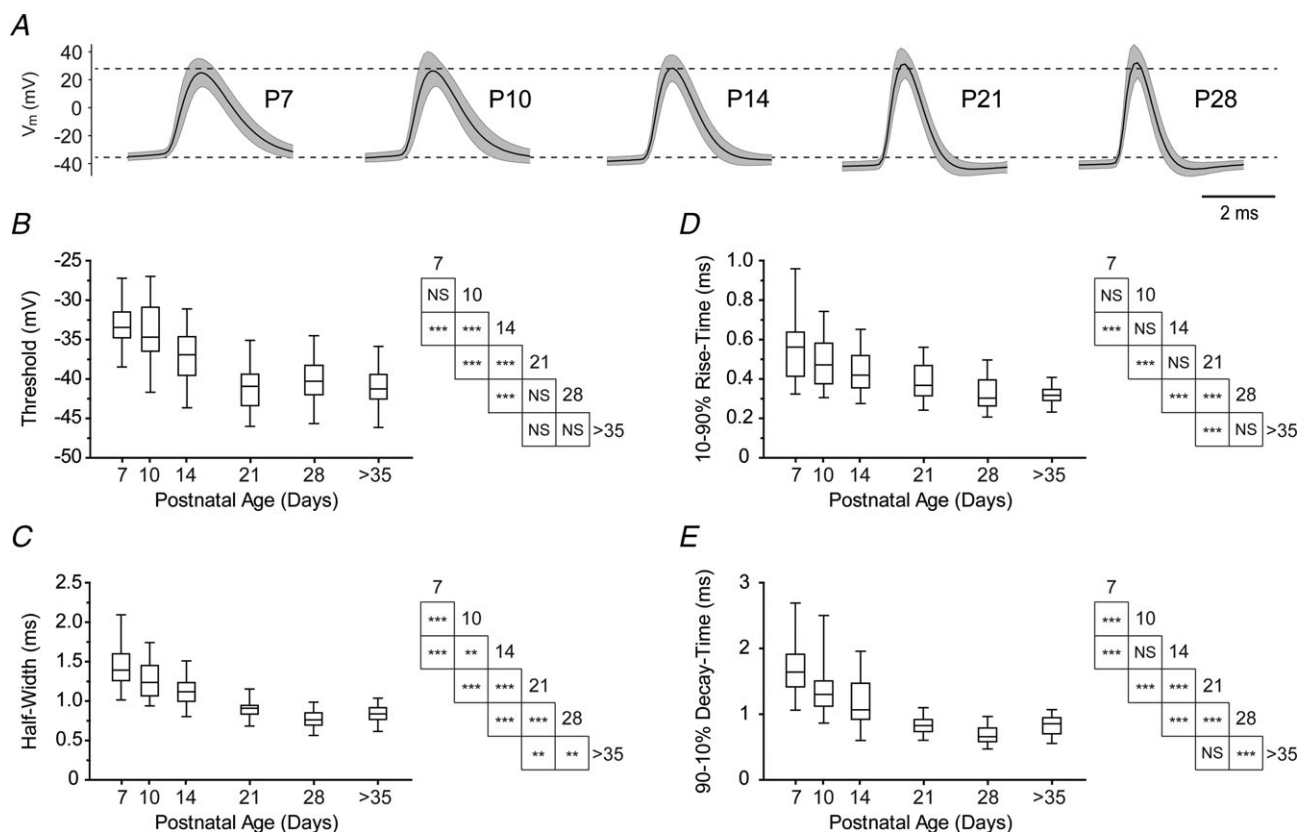 A
40
20
0
-20
-40
Vm (mV)
P7
P10
P14
P21
P28
2 ms
B
-25
-30
-35
-40
-45
-50
Threshold (mV)
7 10 14 21 28 >35
Postnatal Age (Days)
7
NS 10
*** *** 14
*** *** 21
*** NS 28
NS NS >35
D
1.0
0.8
0.6
0.4
0.2
0
10-90% Rise-Time (ms)
7 10 14 21 28 >35
Postnatal Age (Days)
7
NS 10
*** NS 14
*** NS 21
*** *** 28
*** NS >35
C
2.5
2.0
1.5
1.0
0.5
0
Half-Width (ms)
7 10 14 21 28 >35
Postnatal Age (Days)
7
*** 10
*** ** 14
*** *** 21
*** *** 28
** ** >35
E
3
2
1
0
90-10% Decay-Time (ms)
7 10 14 21 28 >35
Postnatal Age (Days)
7
*** 10
*** NS 14
*** *** 21
*** *** 28
NS *** >35